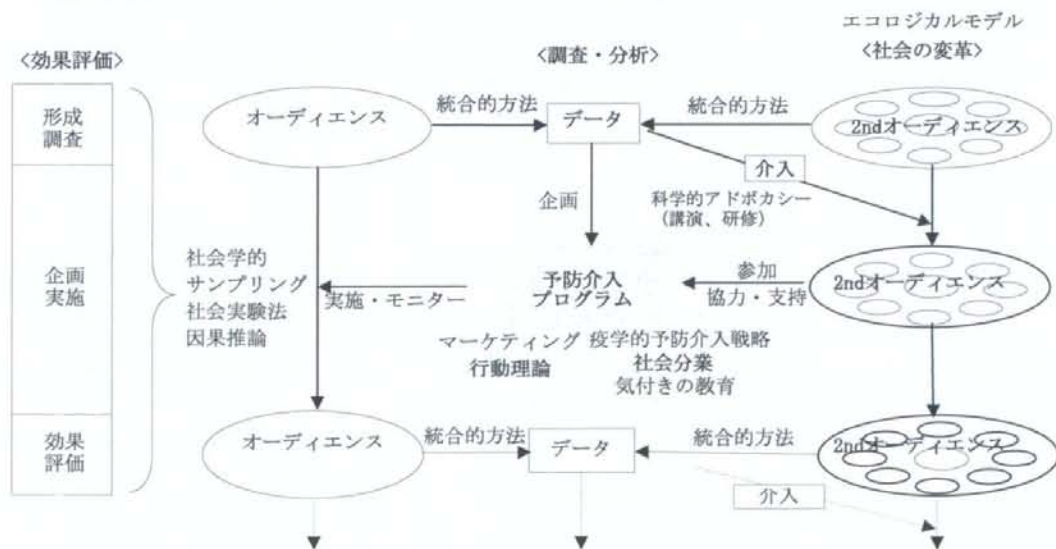 エコロジカルモデル
〈効果評価〉
〈調査・分析〉
〈社会の変革〉
形成
調査
オーディエンス
統合的方法
データ
統合的方法
2ndオーディエンス
介入
企画
科学的アドボカシー
(講演、研修)
企画
実施
社会学的
サンプリング
社会実験法
因果推論
実施・モニター
予防介入
プログラム
参加
協力・支持
2ndオーディエンス
マーケティング
行動理論
疫学的予防介入戦略
社会分業
気付きの教育
効果
評価
オーディエンス
統合的方法
データ
統合的方法
2ndオーディエンス
介入